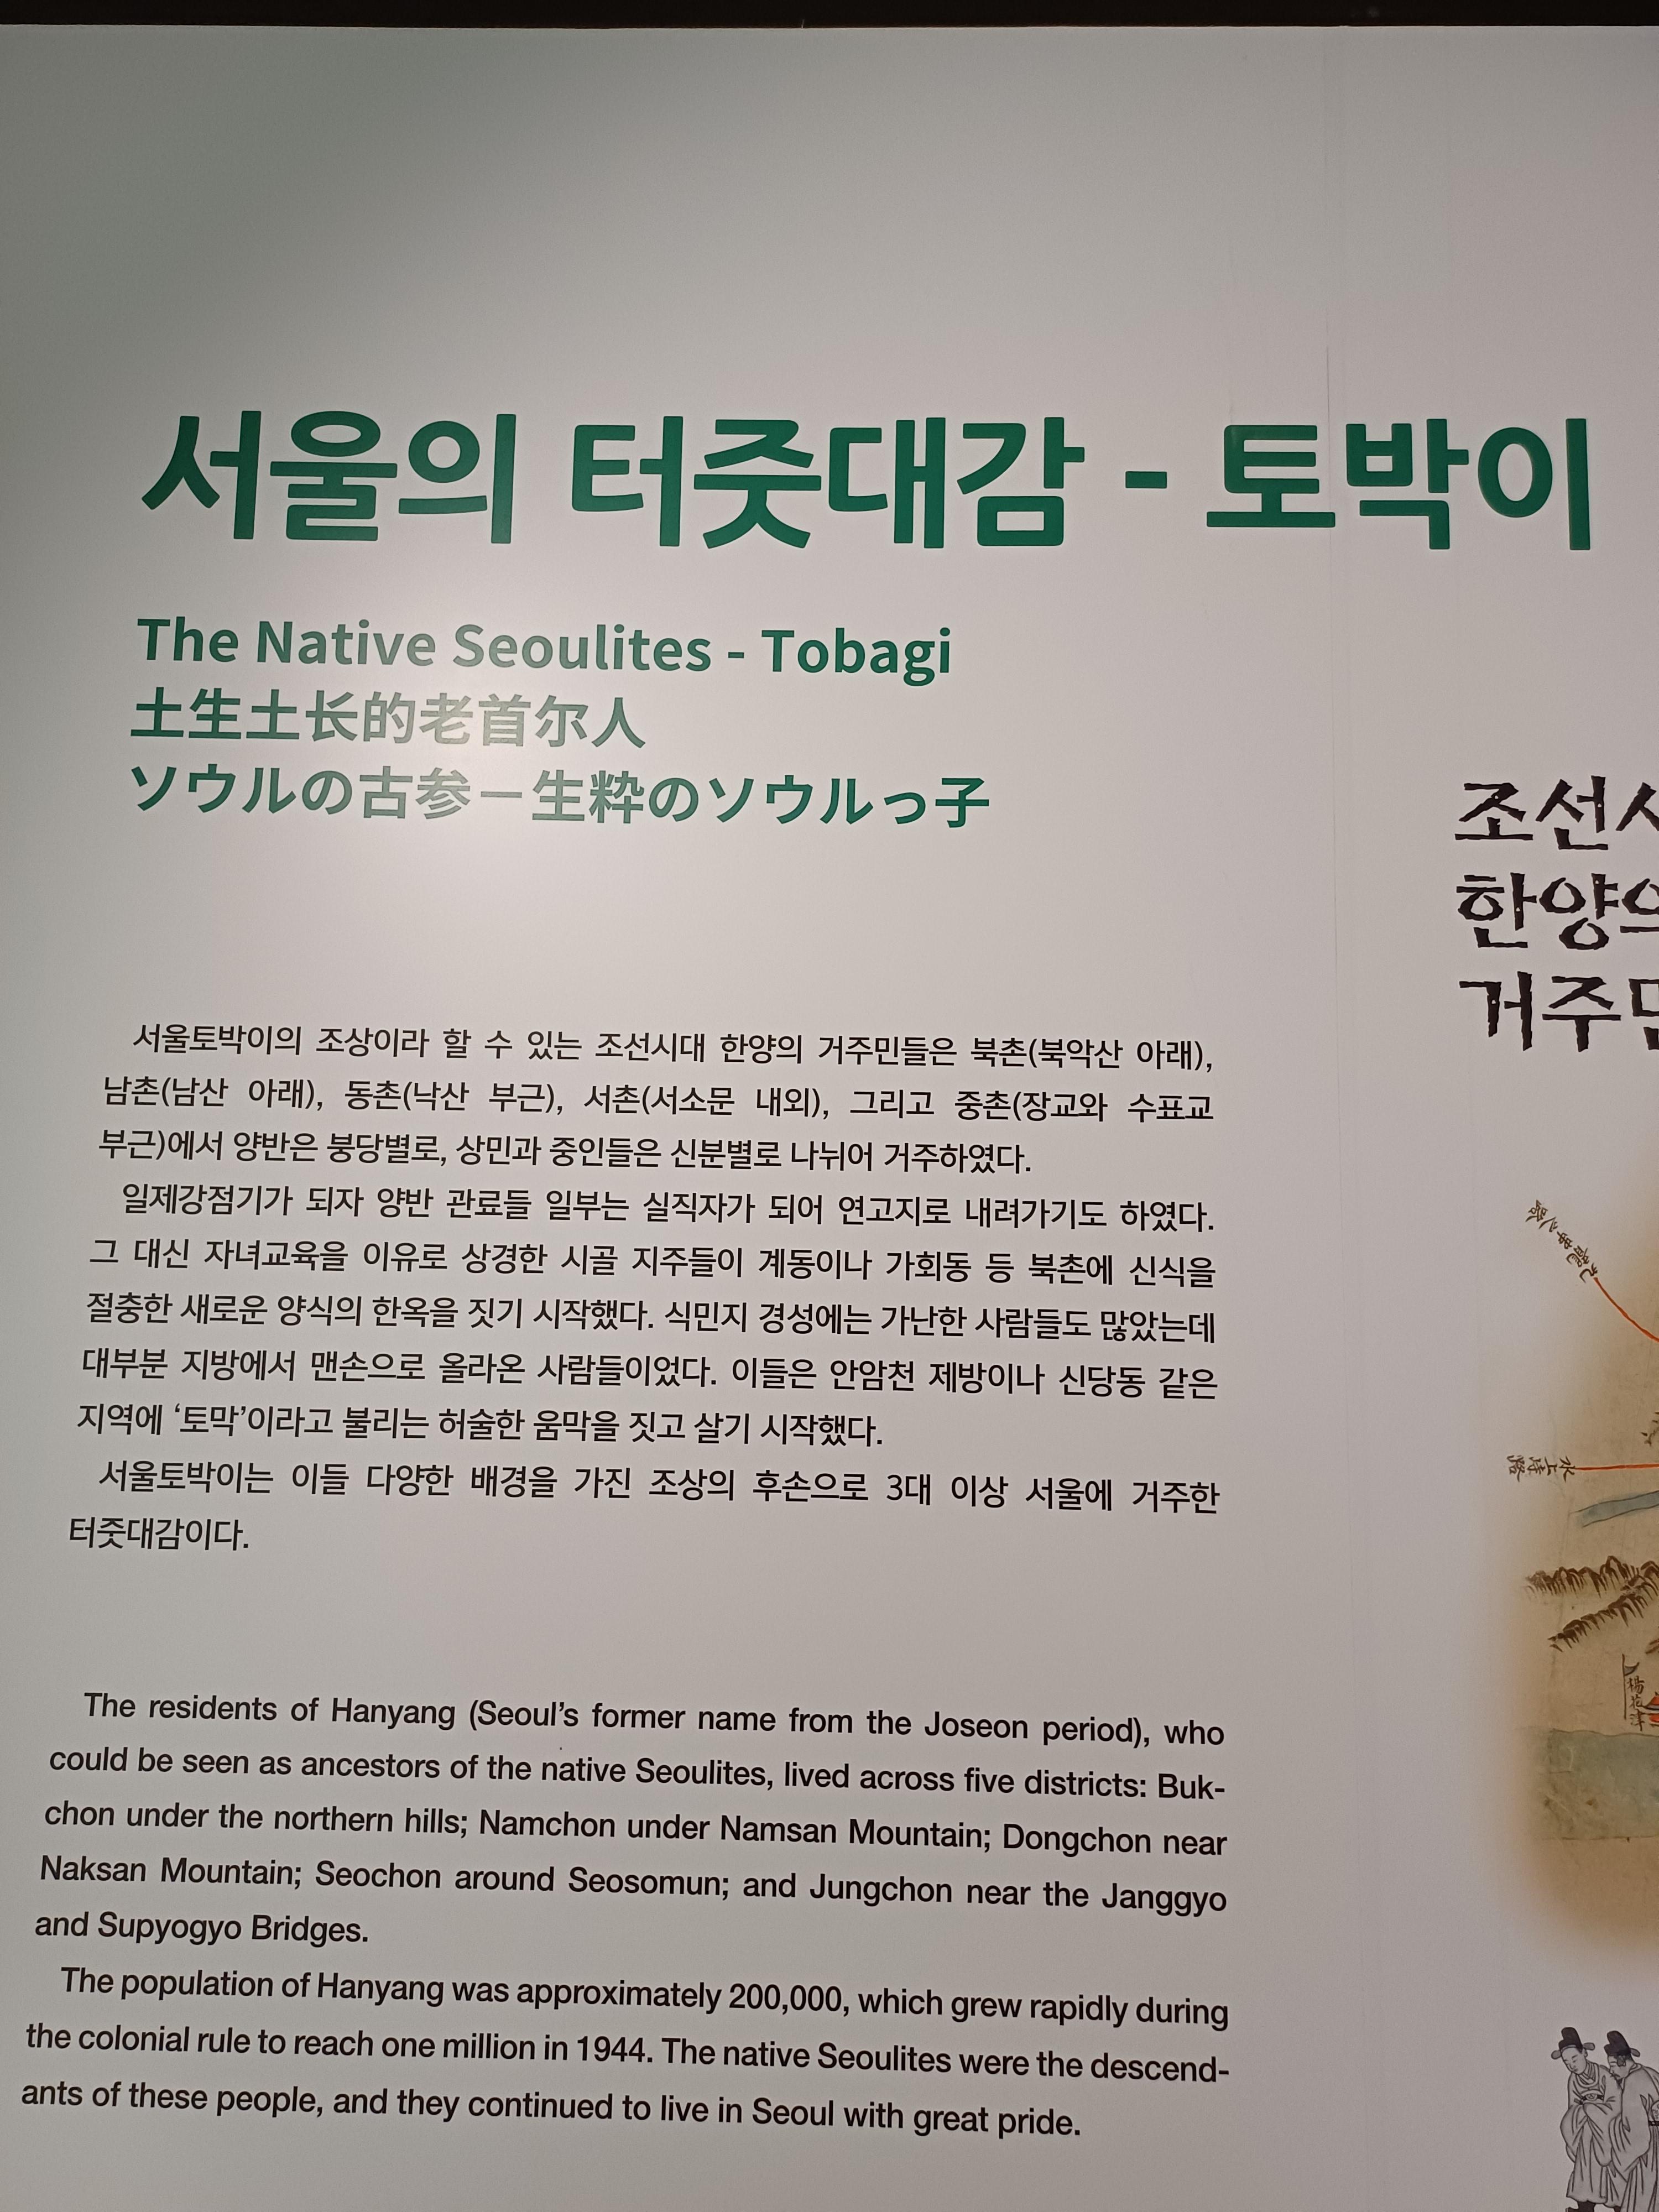 서울의 터줏대감 - 토박이
The Native Seoulites - Tobagi
土生土长的老首尔人
ソウルの古参－生粋のソウルっ子
서울토박이의 조상이라 할 수 있는 조선시대 한양의 거주민들은 북촌(북악산 아래),
남촌(남산 아래), 동촌(낙산 부근), 서촌(서소문 내외), 그리고 중촌(장교와 수표교
부근)에서 양반은 붕당별로, 상민과 중인들은 신분별로 나뉘어 거주하였다.
일제강점기가 되자 양반 관료들 일부는 실직자가 되어 연고지로 내려가기도 하였다.
그 대신 자녀교육을 이유로 상경한 시골 지주들이 계동이나 가회동 등 북촌에 신식을
절충한 새로운 양식의 한옥을 짓기 시작했다. 식민지 경성에는 가난한 사람들도 많았는데
대부분 지방에서 맨손으로 올라온 사람들이었다. 이들은 안암천 제방이나 신당동 같은
지역에 ‘토막’이라고 불리는 허술한 움막을 짓고 살기 시작했다.
서울토박이는 이들 다양한 배경을 가진 조상의 후손으로 3대 이상 서울에 거주한
터줏대감이다.
The residents of Hanyang (Seoul’s former name from the Joseon period), who
could be seen as ancestors of the native Seoulites, lived across five districts: Buk-
chon under the northern hills; Namchon under Namsan Mountain; Dongchon near
Naksan Mountain; Seochon around Seosomun; and Jungchon near the Janggyo
and Supyogyo Bridges.
The population of Hanyang was approximately 200,000, which grew rapidly during
the colonial rule to reach one million in 1944. The native Seoulites were the descend-
ants of these people, and they continued to live in Seoul with great pride.
조선
한양
거주
楊花津